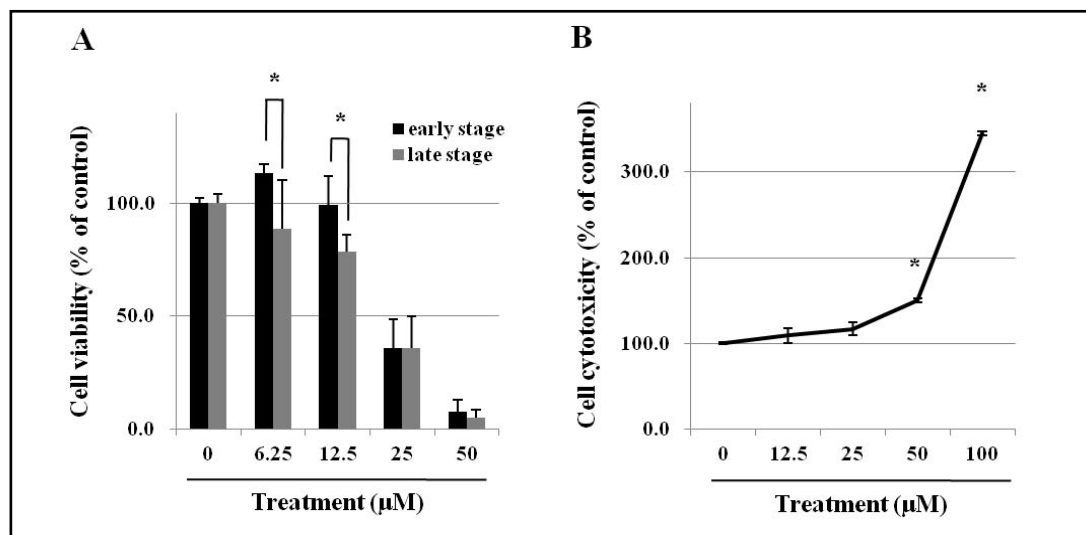 A
Cell viability (% of control)
100.0
50.0
0.0
*
*
early stage
late stage
0 6.25 12.5 25 50
Treatment (µM)
B
Cell cytotoxicity (% of control)
300.0
200.0
100.0
0.0
*
*
0 12.5 25 50 100
Treatment (µM)